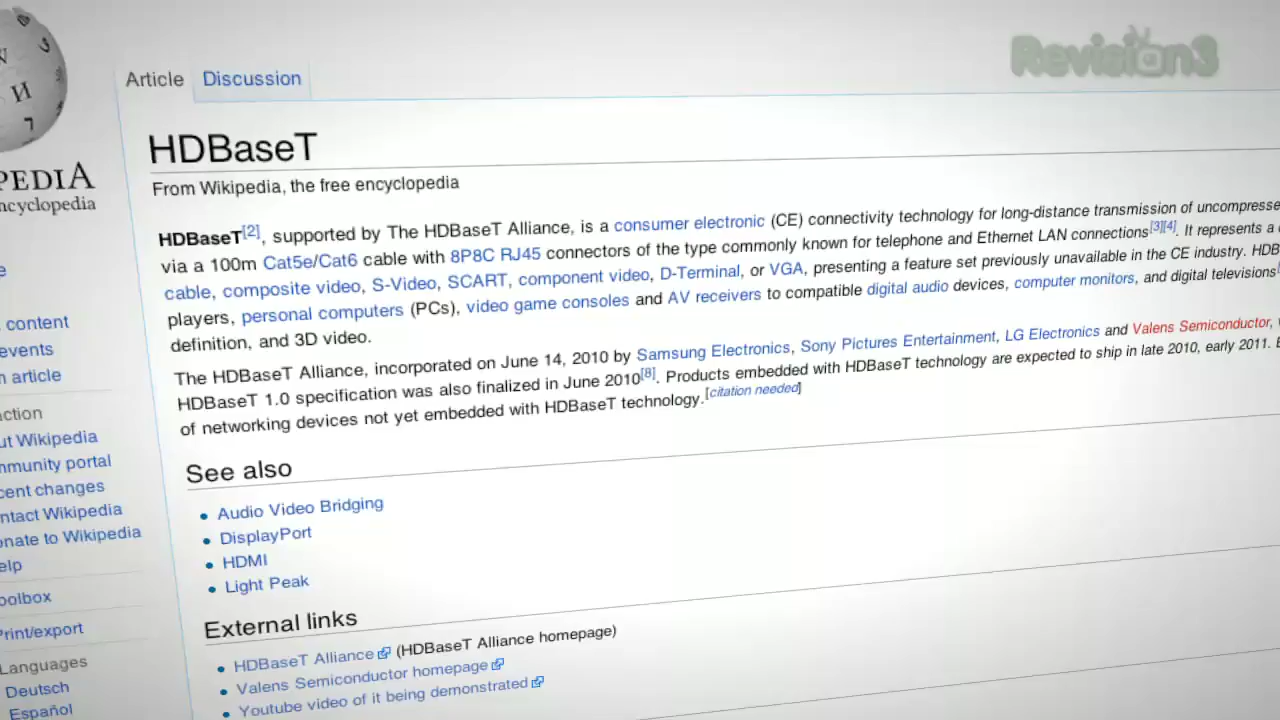 Revision3
W
И
Article Discussion
PEDIA
ncyclopedia
HDBaseT
From Wikipedia, the free encyclopedia
HDBaseT[2], supported by The HDBaseT Alliance, is a consumer electronic (CE) connectivity technology for long-distance transmission of uncompresse
via a 100m Cat5e/Cat6 cable with 8P8C RJ45 connectors of the type commonly known for telephone and Ethernet LAN connections[3][4]. It represents a
cable, composite video, S-Video, SCART, component video, D-Terminal, or VGA, presenting a feature set previously unavailable in the CE industry. HDB
players, personal computers (PCs), video game consoles and AV receivers to compatible digital audio devices, computer monitors, and digital televisions
definition, and 3D video.
The HDBaseT Alliance, incorporated on June 14, 2010 by Samsung Electronics, Sony Pictures Entertainment, LG Electronics and Valens Semiconductor,
HDBaseT 1.0 specification was also finalized in June 2010[8]. Products embedded with HDBaseT technology are expected to ship in late 2010, early 2011.
of networking devices not yet embedded with HDBaseT technology.[citation needed]
See also
Audio Video Bridging
DisplayPort
HDMI
Light Peak
External links
HDBaseT Alliance (HDBaseT Alliance homepage)
Valens Semiconductor homepage
Youtube video of it being demonstrated
e
content
events
n article
action
ut Wikipedia
mmunity portal
cent changes
ntact Wikipedia
onate to Wikipedia
elp
oolbox
Print/export
Languages
Deutsch
Español